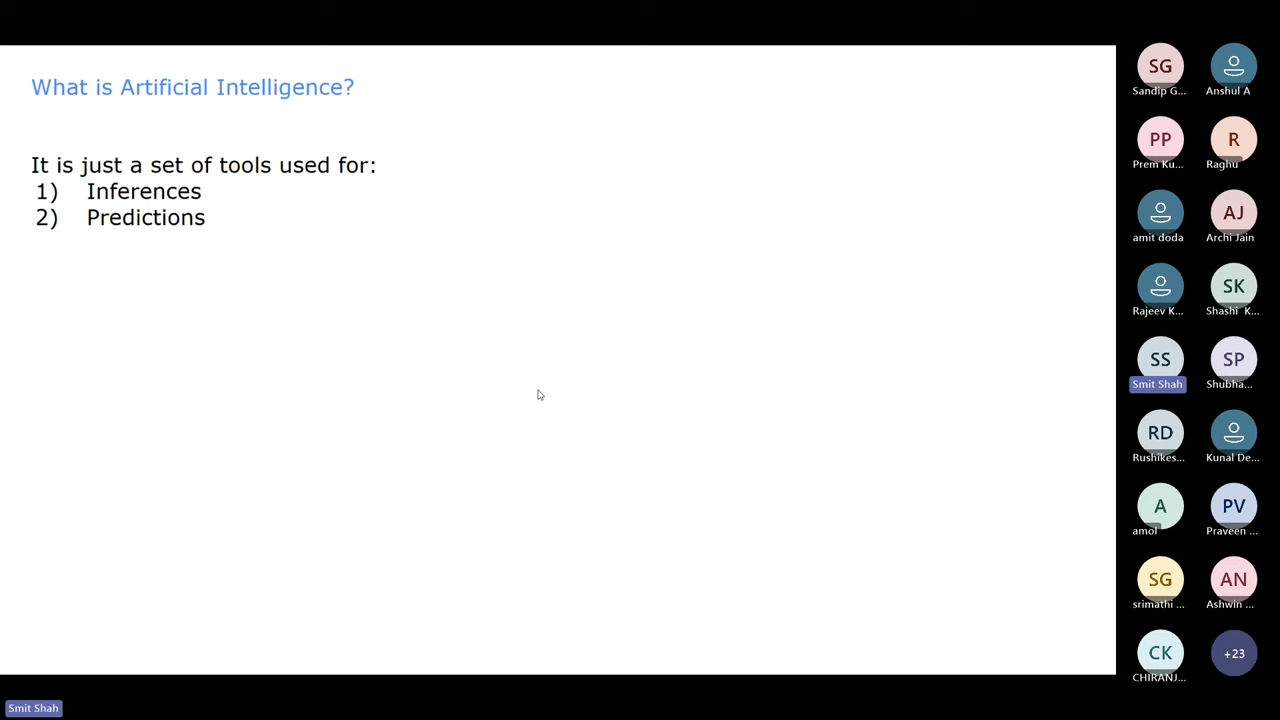 What is Artificial Intelligence?
It is just a set of tools used for:
1) Inferences
2) Predictions
SG
Sandip G...
Anshul A
PP
Prem Ku...
R
Raghu
amit doda
AJ
Archi Jain
Rajeev K...
SK
Shashi K...
SS
Smit Shah
SP
Shubha...
RD
Rushikes...
Kunal De...
A
amol
PV
Praveen ...
SG
srimathi ...
AN
Ashwin ...
CK
CHIRANJ...
+23
Smit Shah